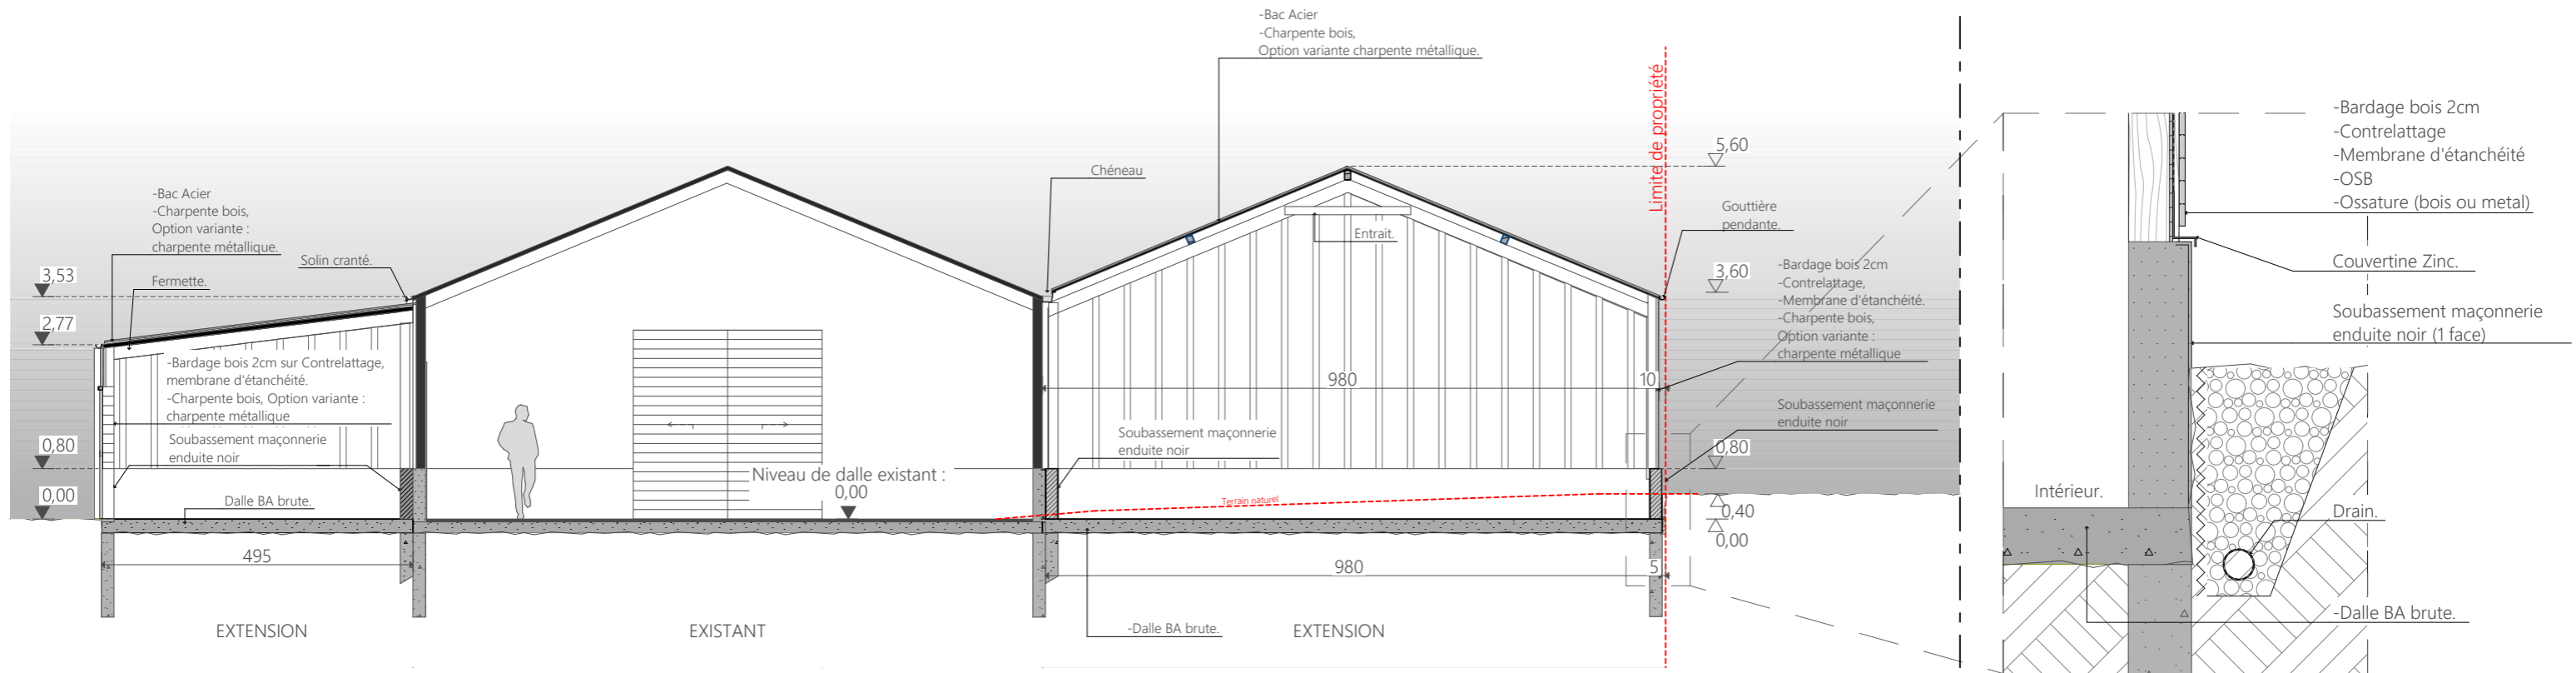 -Bac Acier
-Charpente bois,
Option variante :
charpente métallique.
Fermette.
Solin cranté.
3,53
2,77
0,80
0,00
-Bardage bois 2cm sur Contrelattage,
membrane d'étanchéité.
-Charpente bois, Option variante :
charpente métallique
Soubassement maçonnerie
enduite noir
Dalle BA brute.
495
EXTENSION
Niveau de dalle existant :
0,00
EXISTANT
-Bac Acier
-Charpente bois,
Option variante charpente métallique.
Chéneau
Entrait.
980
10
Soubassement maçonnerie
enduite noir
Terrain naturel
980
5
-Dalle BA brute.
EXTENSION
Limite de propriété
5,60
Gouttière
pendante.
3,60
-Bardage bois 2cm
-Contrelattage,
-Membrane d'étanchéité.
-Charpente bois,
Option variante :
charpente métallique
Soubassement maçonnerie
enduite noir
0,80
0,40
0,00
-Bardage bois 2cm
-Contrelattage
-Membrane d'étanchéité
-OSB
-Ossature (bois ou metal)
Couvertine Zinc.
Soubassement maçonnerie
enduite noir (1 face)
Intérieur.
Drain.
-Dalle BA brute.